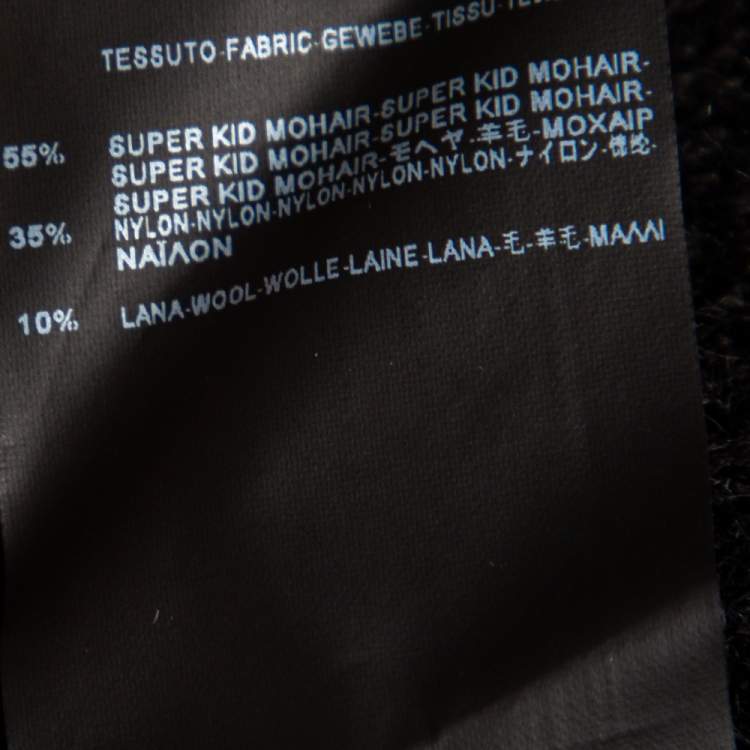 TESSUTO-FABRIC-GEWEBE-TISSU-
55% SUPER KID MOHAIR-SUPER KID MOHAIR-
SUPER KID MOHAIR-SUPER KID MOHAIR-
SUPER KID MOHAIR-モヘヤ-羊毛-MOXAIP
35% NYLON-NYLON-NYLON-NYLON-NYLON-ナイロン-
ΝΑΪΛΟΝ
10% LANA-WOOL-WOLLE-LAINE-LANA-毛-羊毛-ΜΑΛΛΙ